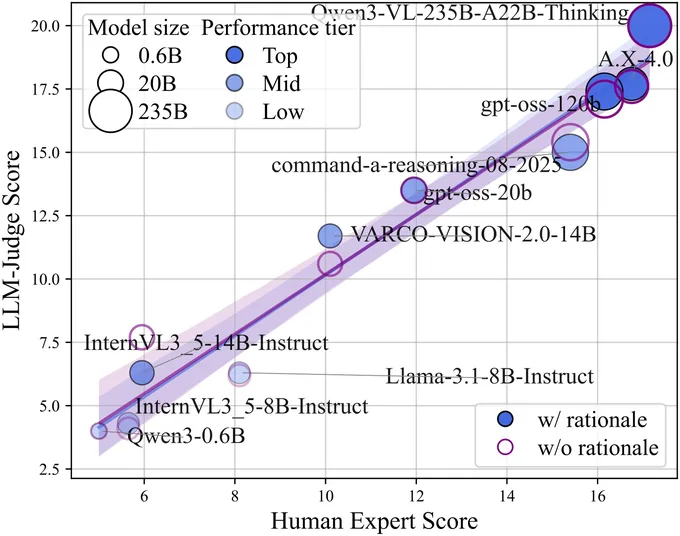 Qwen3-VL-235B-A22B-Thinking
Model size
Performance tier
0.6B
Top
20B
Mid
235B
Low
A.X-4.0
gpt-oss-120b
command-a-reasoning-08-2025
gpt-oss-20b
VARCO-VISION-2.0-14B
InternVL3_5-14B-Instruct
Llama-3.1-8B-Instruct
InternVL3_5-8B-Instruct
Qwen3-0.6B
w/ rationale
w/o rationale
20.0
17.5
15.0
12.5
10.0
7.5
5.0
2.5
LLM-Judge Score
6 8 10 12 14 16
Human Expert Score